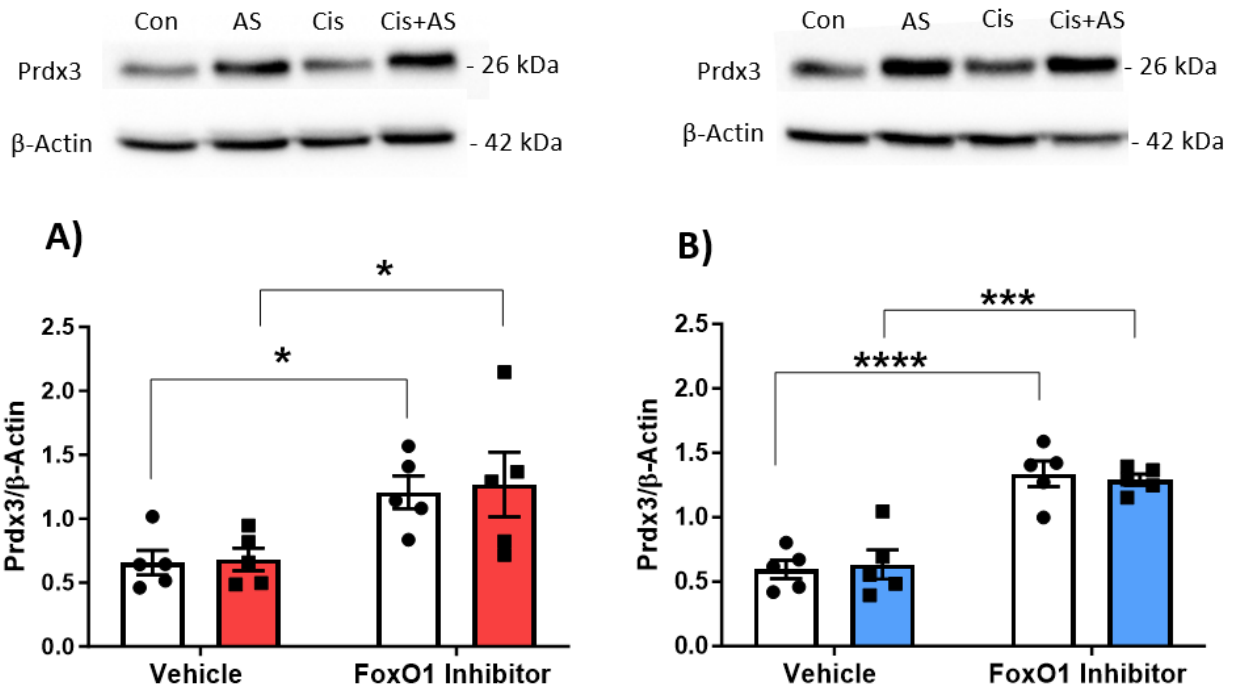 Con AS Cis Cis+AS
Prdx3 - 26 kDa
β-Actin - 42 kDa
A)
*
*
2.5
2.0
1.5
1.0
0.5
0.0
Prdx3/β-Actin
Vehicle FoxO1 Inhibitor
Con AS Cis Cis+AS
Prdx3 - 26 kDa
β-Actin - 42 kDa
B)
***
****
2.5
2.0
1.5
1.0
0.5
0.0
Prdx3/β-Actin
Vehicle FoxO1 Inhibitor